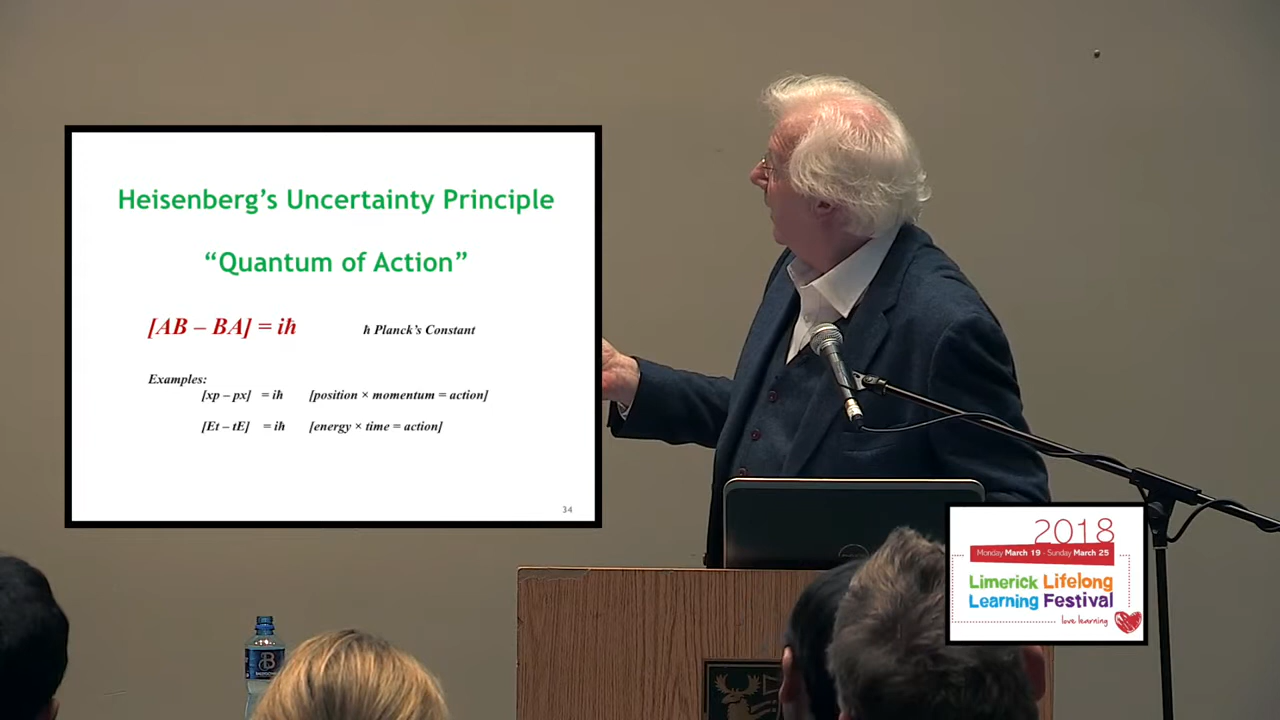 Heisenberg’s Uncertainty Principle
“Quantum of Action”
[AB – BA] = iħ
ħ Planck’s Constant
Examples:
[xp – px] = iħ [position × momentum = action]
[Et – tE] = iħ [energy × time = action]
34
2018
Monday March 19 - Sunday March 25
Limerick Lifelong
Learning Festival
love learning
B